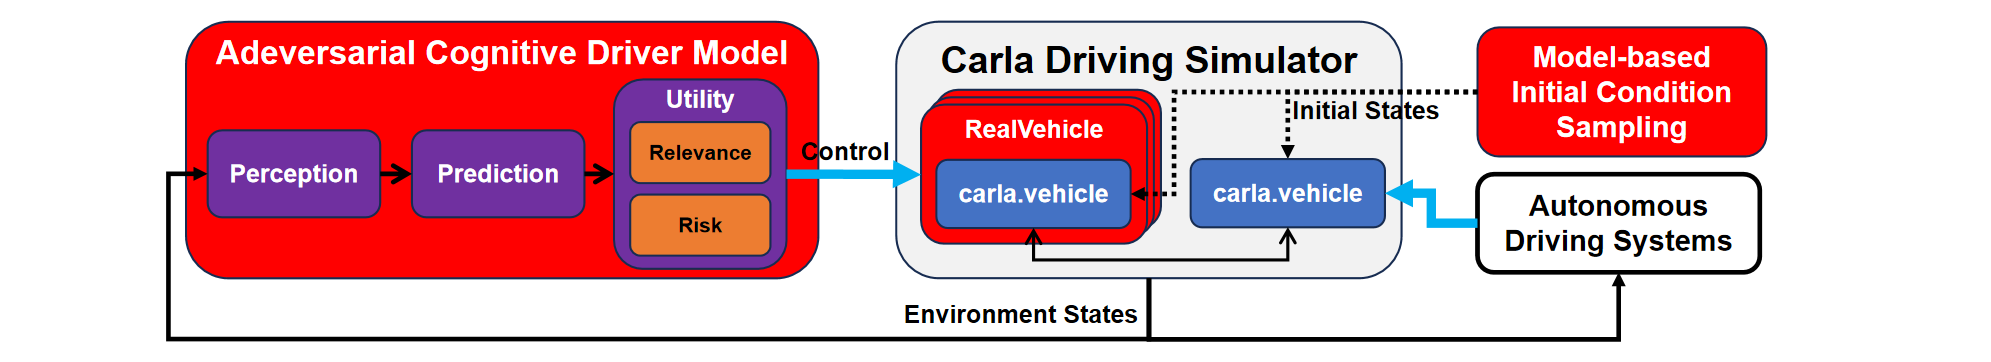 Adeversarial Cognitive Driver Model
Perception
Prediction
Utility
Relevance
Risk
Control
Carla Driving Simulator
RealVehicle
carla.vehicle
Initial States
carla.vehicle
Model-based
Initial Condition
Sampling
Autonomous
Driving Systems
Environment States